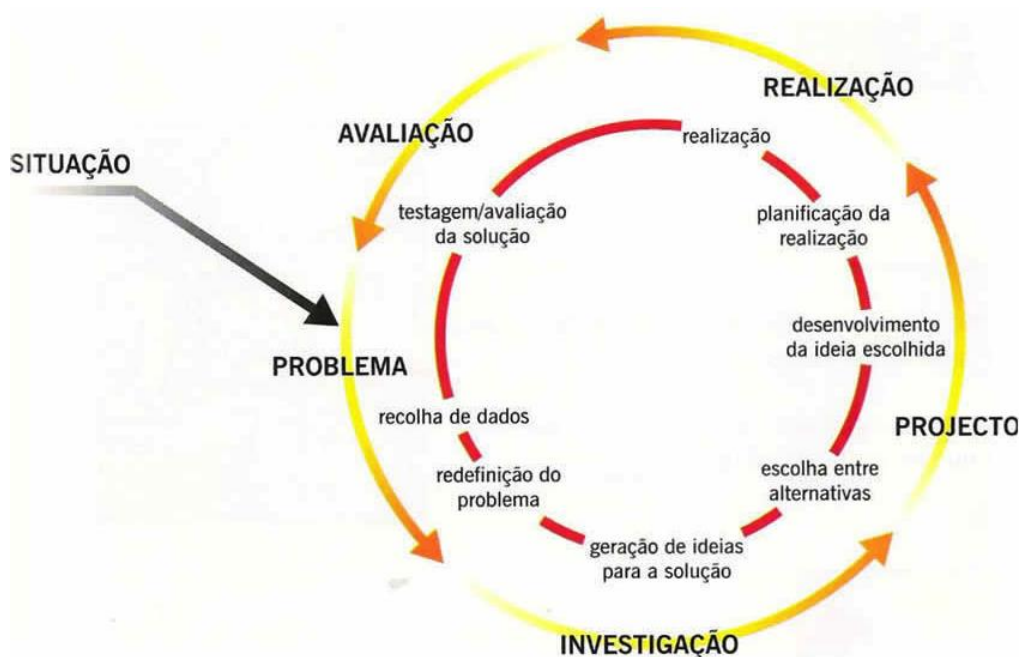 SITUAÇÃO
PROBLEMA
INVESTIGAÇÃO
PROJECTO
REALIZAÇÃO
AVALIAÇÃO
recolha de dados
redefinição do
problema
geração de ideias
para a solução
escolha entre
alternativas
desenvolvimento
da ideia escolhida
planificação da
realização
realização
testagem/avaliação
da solução